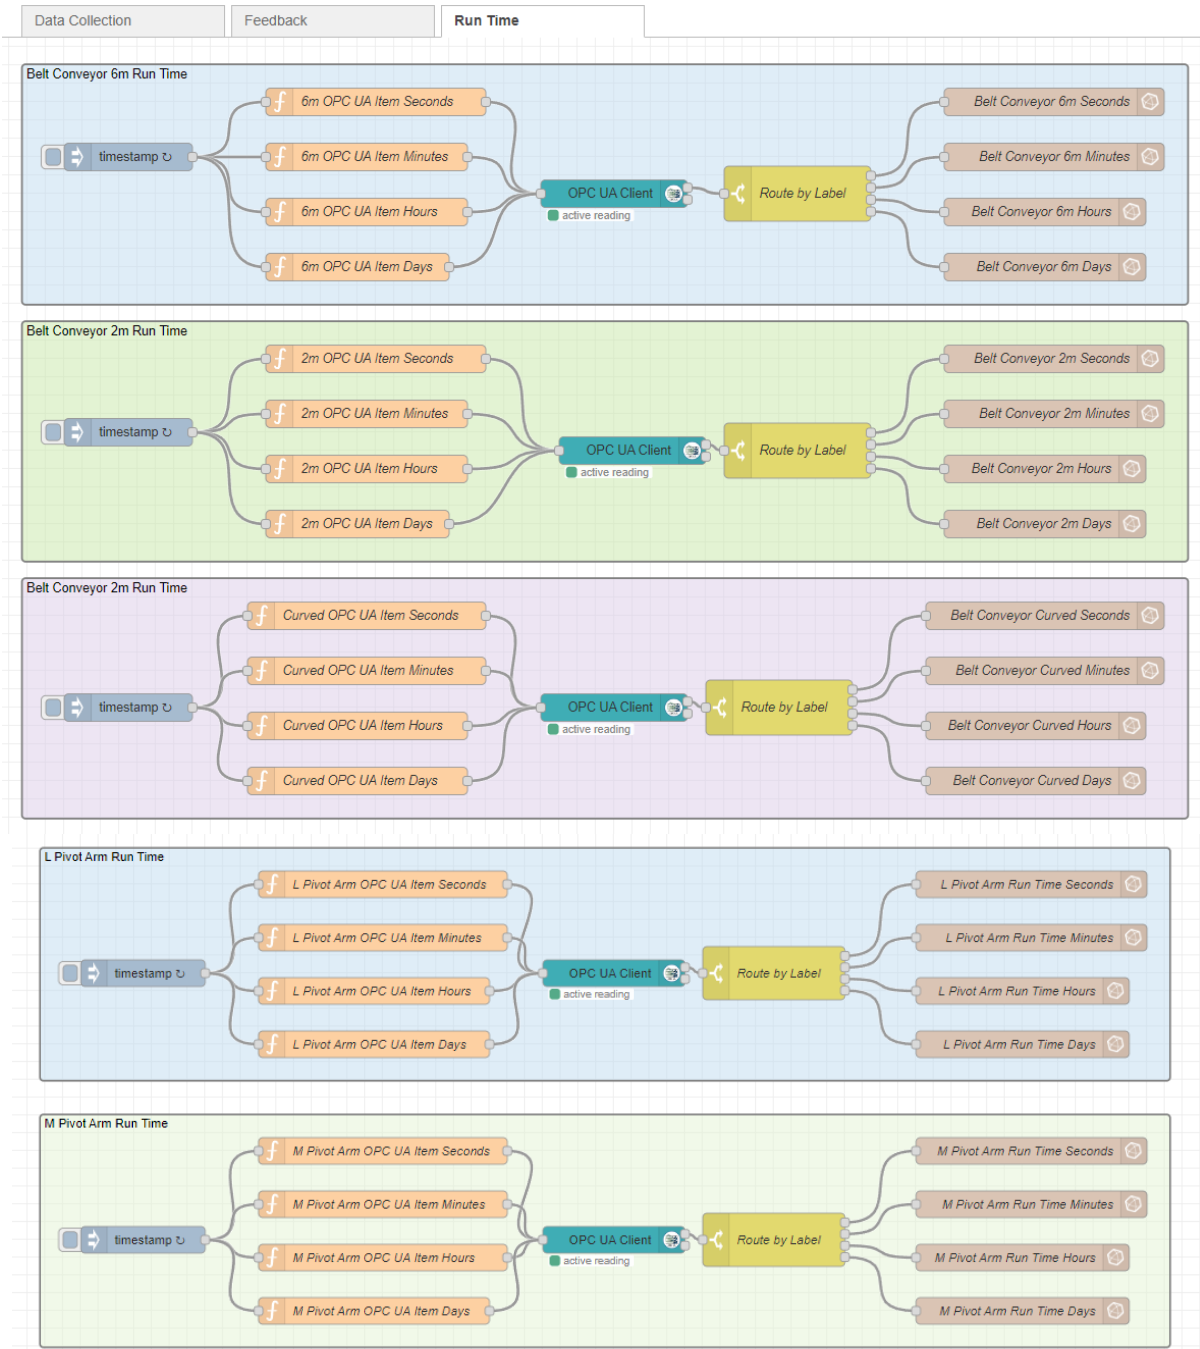 Data Collection
Feedback
Run Time
Belt Conveyor 6m Run Time
6m OPC UA Item Seconds
Belt Conveyor 6m Seconds
timestamp ↻
6m OPC UA Item Minutes
Belt Conveyor 6m Minutes
OPC UA Client
Route by Label
active reading
6m OPC UA Item Hours
Belt Conveyor 6m Hours
6m OPC UA Item Days
Belt Conveyor 6m Days
Belt Conveyor 2m Run Time
2m OPC UA Item Seconds
Belt Conveyor 2m Seconds
2m OPC UA Item Minutes
Belt Conveyor 2m Minutes
timestamp ↻
OPC UA Client
Route by Label
active reading
2m OPC UA Item Hours
Belt Conveyor 2m Hours
2m OPC UA Item Days
Belt Conveyor 2m Days
Belt Conveyor 2m Run Time
Curved OPC UA Item Seconds
Belt Conveyor Curved Seconds
Curved OPC UA Item Minutes
Belt Conveyor Curved Minutes
timestamp ↻
OPC UA Client
Route by Label
active reading
Curved OPC UA Item Hours
Belt Conveyor Curved Hours
Curved OPC UA Item Days
Belt Conveyor Curved Days
L Pivot Arm Run Time
L Pivot Arm OPC UA Item Seconds
L Pivot Arm Run Time Seconds
L Pivot Arm OPC UA Item Minutes
L Pivot Arm Run Time Minutes
timestamp ↻
OPC UA Client
Route by Label
active reading
L Pivot Arm OPC UA Item Hours
L Pivot Arm Run Time Hours
L Pivot Arm OPC UA Item Days
L Pivot Arm Run Time Days
M Pivot Arm Run Time
M Pivot Arm OPC UA Item Seconds
M Pivot Arm Run Time Seconds
M Pivot Arm OPC UA Item Minutes
M Pivot Arm Run Time Minutes
timestamp ↻
OPC UA Client
Route by Label
active reading
M Pivot Arm OPC UA Item Hours
M Pivot Arm Run Time Hours
M Pivot Arm OPC UA Item Days
M Pivot Arm Run Time Days